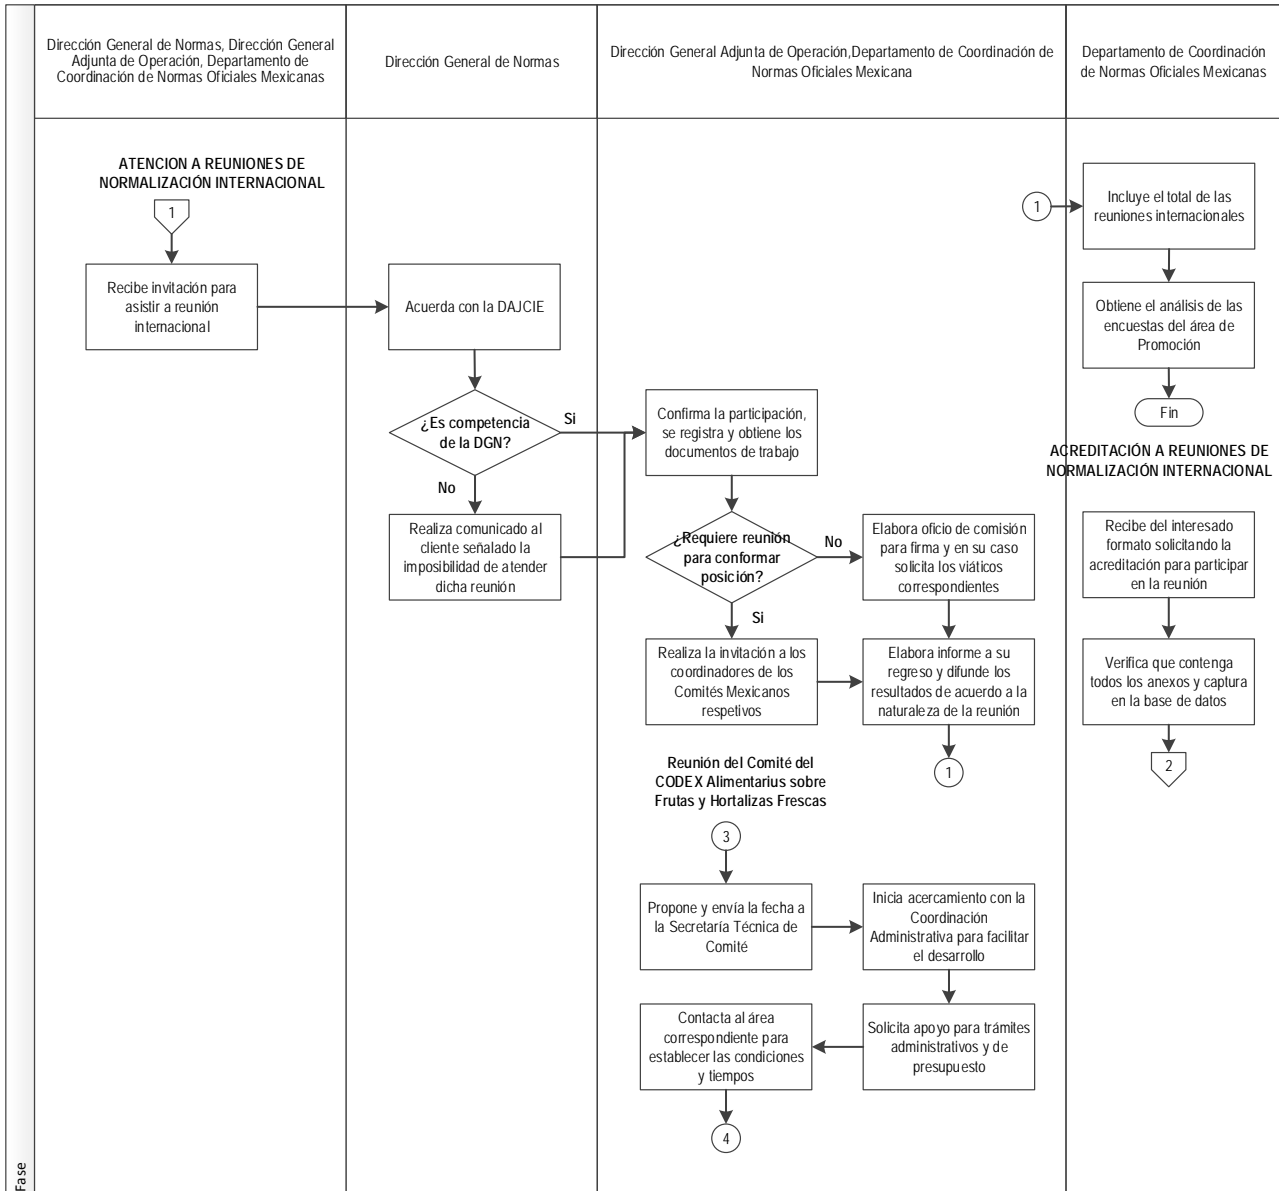 Dirección General de Normas, Dirección General
Adjunta de Operación, Departamento de
Coordinación de Normas Oficiales Mexicanas
Dirección General de Normas
Dirección General Adjunta de Operación,Departamento de Coordinación de
Normas Oficiales Mexicana
Departamento de Coordinación
de Normas Oficiales Mexicanas
ATENCION A REUNIONES DE
NORMALIZACIÓN INTERNACIONAL
1
Recibe invitación para
asistir a reunión
internacional
Acuerda con la DAJCIE
¿Es competencia
de la DGN?
Si
No
Realiza comunicado al
cliente señalado la
imposibilidad de atender
dicha reunión
Confirma la participación,
se registra y obtiene los
documentos de trabajo
¿Requiere reunión
para conformar
posición?
No
Si
Elabora oficio de comisión
para firma y en su caso
solicita los viáticos
correspondientes
Realiza la invitación a los
coordinadores de los
Comités Mexicanos
respetivos
Elabora informe a su
regreso y difunde los
resultados de acuerdo a la
naturaleza de la reunión
1
Reunión del Comité del
CODEX Alimentarius sobre
Frutas y Hortalizas Frescas
3
Propone y envía la fecha a
la Secretaría Técnica de
Comité
Inicia acercamiento con la
Coordinación
Administrativa para facilitar
el desarrollo
Solicita apoyo para trámites
administrativos y de
presupuesto
Contacta al área
correspondiente para
establecer las condiciones
y tiempos
4
1
Incluye el total de las
reuniones internacionales
Obtiene el análisis de las
encuestas del área de
Promoción
Fin
ACREDITACIÓN A REUNIONES DE
NORMALIZACIÓN INTERNACIONAL
Recibe del interesado
formato solicitando la
acreditación para participar
en la reunión
Verifica que contenga
todos los anexos y captura
en la base de datos
2
Fase